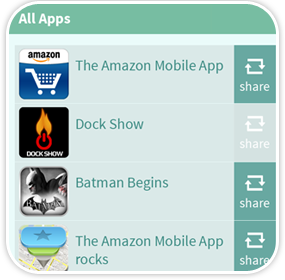 All Apps
amazon
The Amazon Mobile App
share
DOCK SHOW
Dock Show
share
Batman Begins
share
The Amazon Mobile App
rocks
share